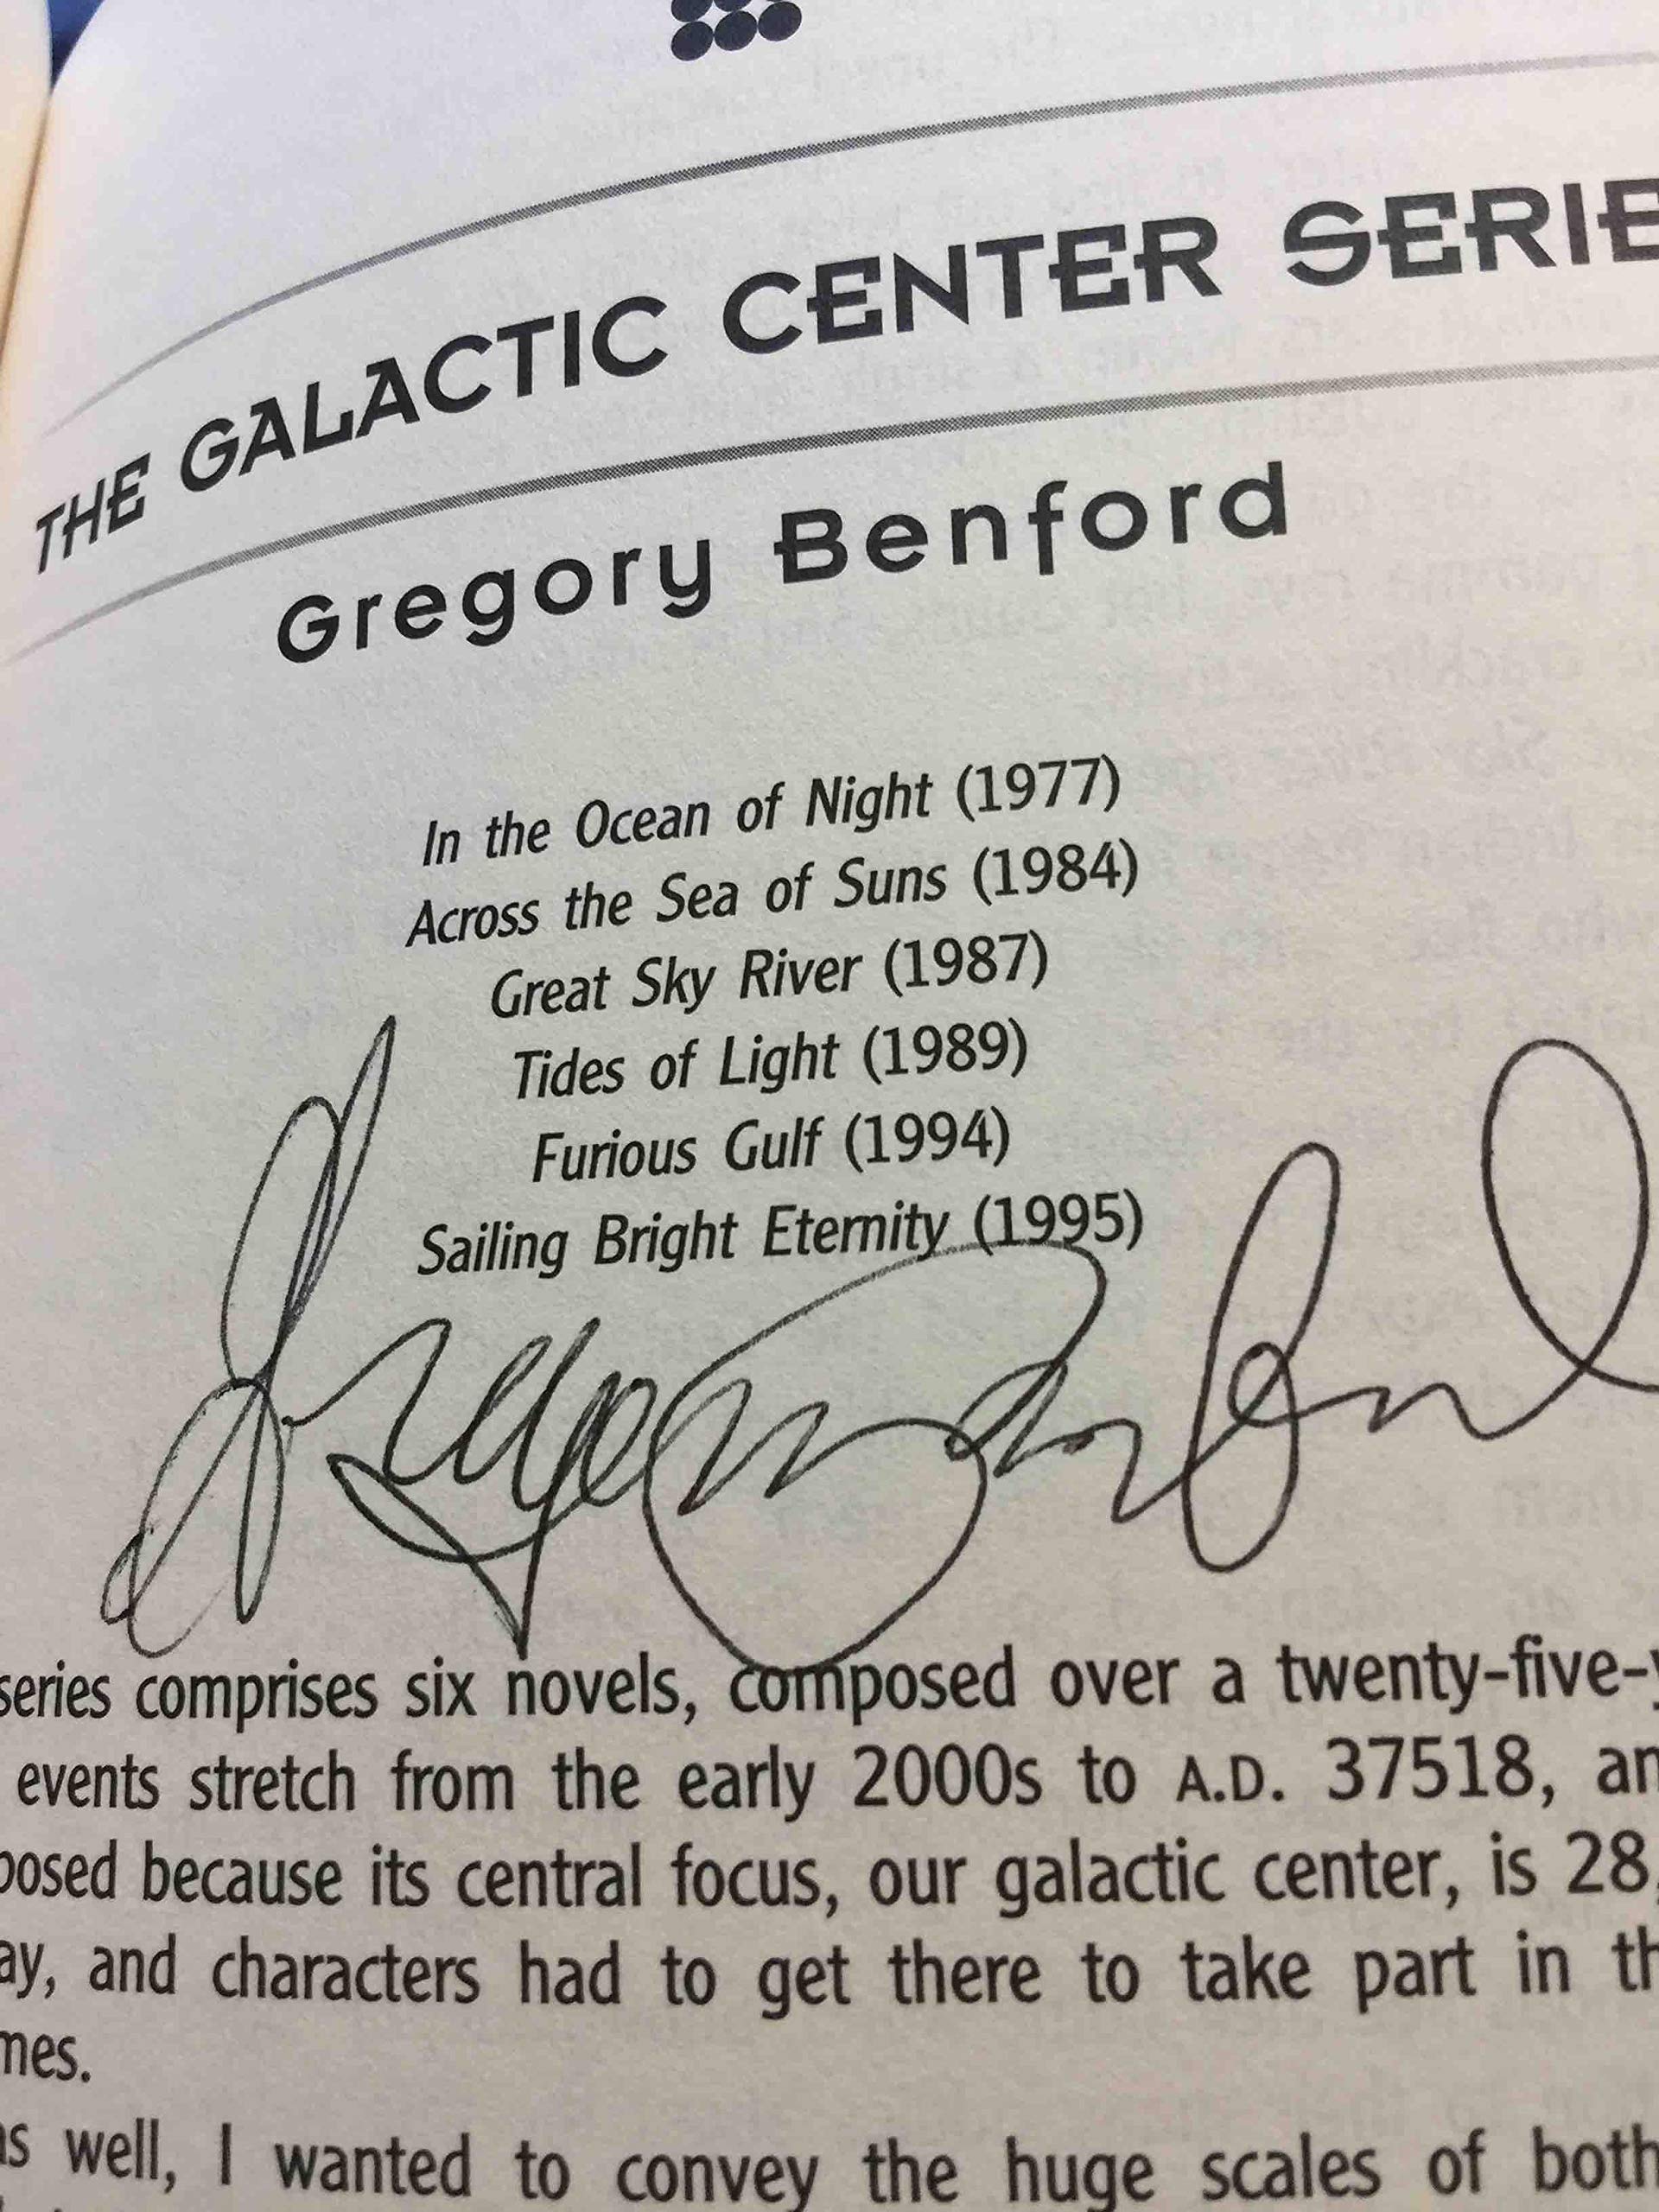 THE GALACTIC CENTER SERIE
Gregory Benford
In the Ocean of Night (1977)
Across the Sea of Suns (1984)
Great Sky River (1987)
Tides of Light (1989)
Furious Gulf (1994)
Sailing Bright Eternity (1995)
Gregory Benford
series comprises six novels, composed over a twenty-five-y
events stretch from the early 2000s to A.D. 37518, an
posed because its central focus, our galactic center, is 28,
ay, and characters had to get there to take part in th
mes.
as well, I wanted to convey the huge scales of both